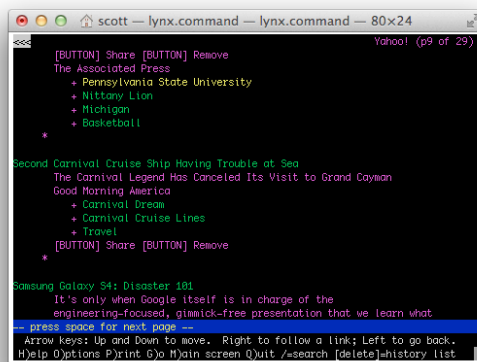 scott — lynx.command — lynx.command — 80×24
<<< Yahoo! (p9 of 29)
[BUTTON] Share [BUTTON] Remove
The Associated Press
+ Pennsylvania State University
+ Nittany Lion
+ Michigan
+ Basketball
*
Second Carnival Cruise Ship Having Trouble at Sea
The Carnival Legend Has Canceled Its Visit to Grand Cayman
Good Morning America
+ Carnival Dream
+ Carnival Cruise Lines
+ Travel
[BUTTON] Share [BUTTON] Remove
*
Samsung Galaxy S4: Disaster 101
It's only when Google itself is in charge of the
engineering-focused, gimmick-free presentation that we learn what
-- press space for next page --
Arrow keys: Up and Down to move. Right to follow a link; Left to go back.
H)elp O)ptions P)rint G)o M)ain screen Q)uit /=search [delete]=history list